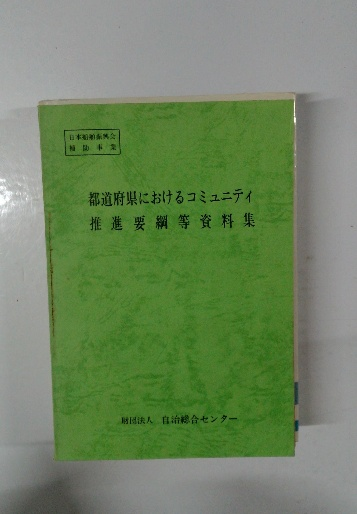 日本船舶振興会
補助事業
都道府県におけるコミュニティ
推進要綱等資料集
財団法人 自治総合センター